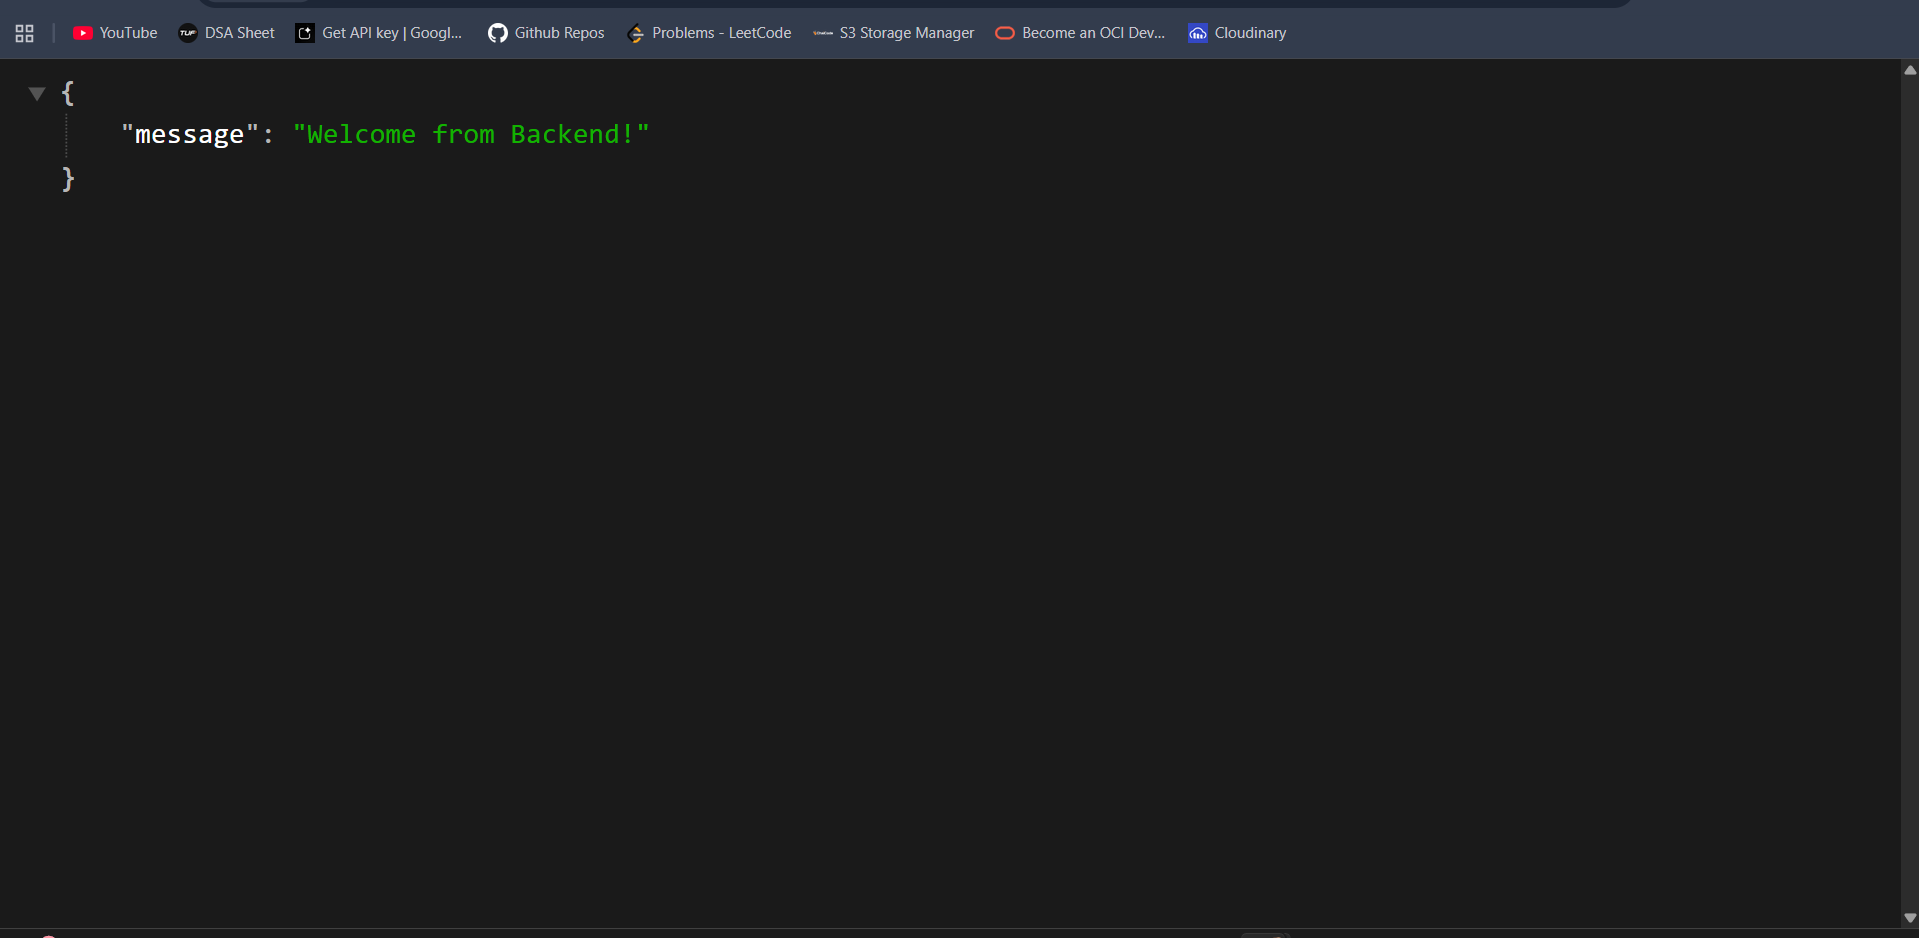 YouTube DSA Sheet Get API key | Googl... Github Repos Problems - LeetCode S3 Storage Manager Become an OCI Dev... Cloudinary
{
"message": "Welcome from Backend!"
}